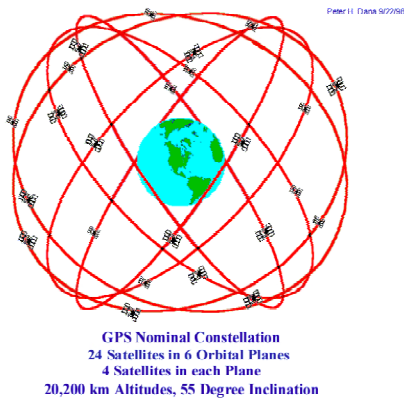 Peter H. Dana 9/22/98
GPS Nominal Constellation
24 Satellites in 6 Orbital Planes
4 Satellites in each Plane
20,200 km Altitudes, 55 Degree Inclination